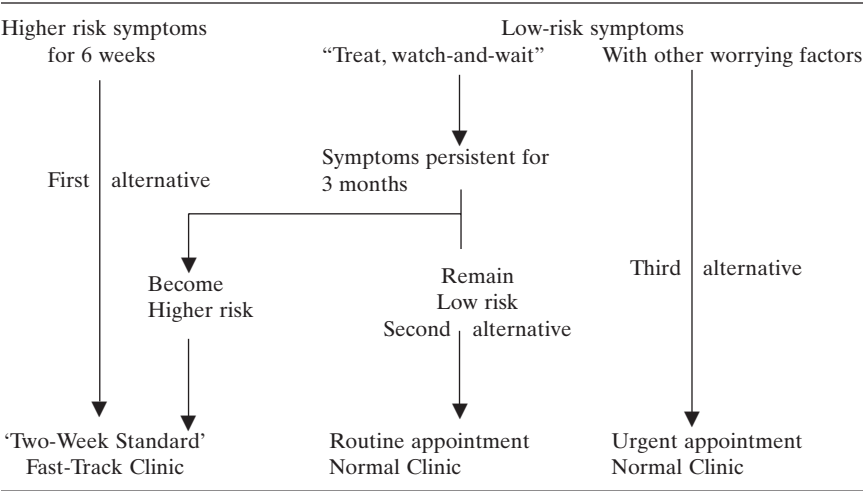 Higher risk symptoms
for 6 weeks
Low-risk symptoms
“Treat, watch-and-wait”
With other worrying factors
Symptoms persistent for
3 months
First alternative
Become
Higher risk
Remain
Low risk
Second alternative
Third alternative
‘Two-Week Standard’
Fast-Track Clinic
Routine appointment
Normal Clinic
Urgent appointment
Normal Clinic